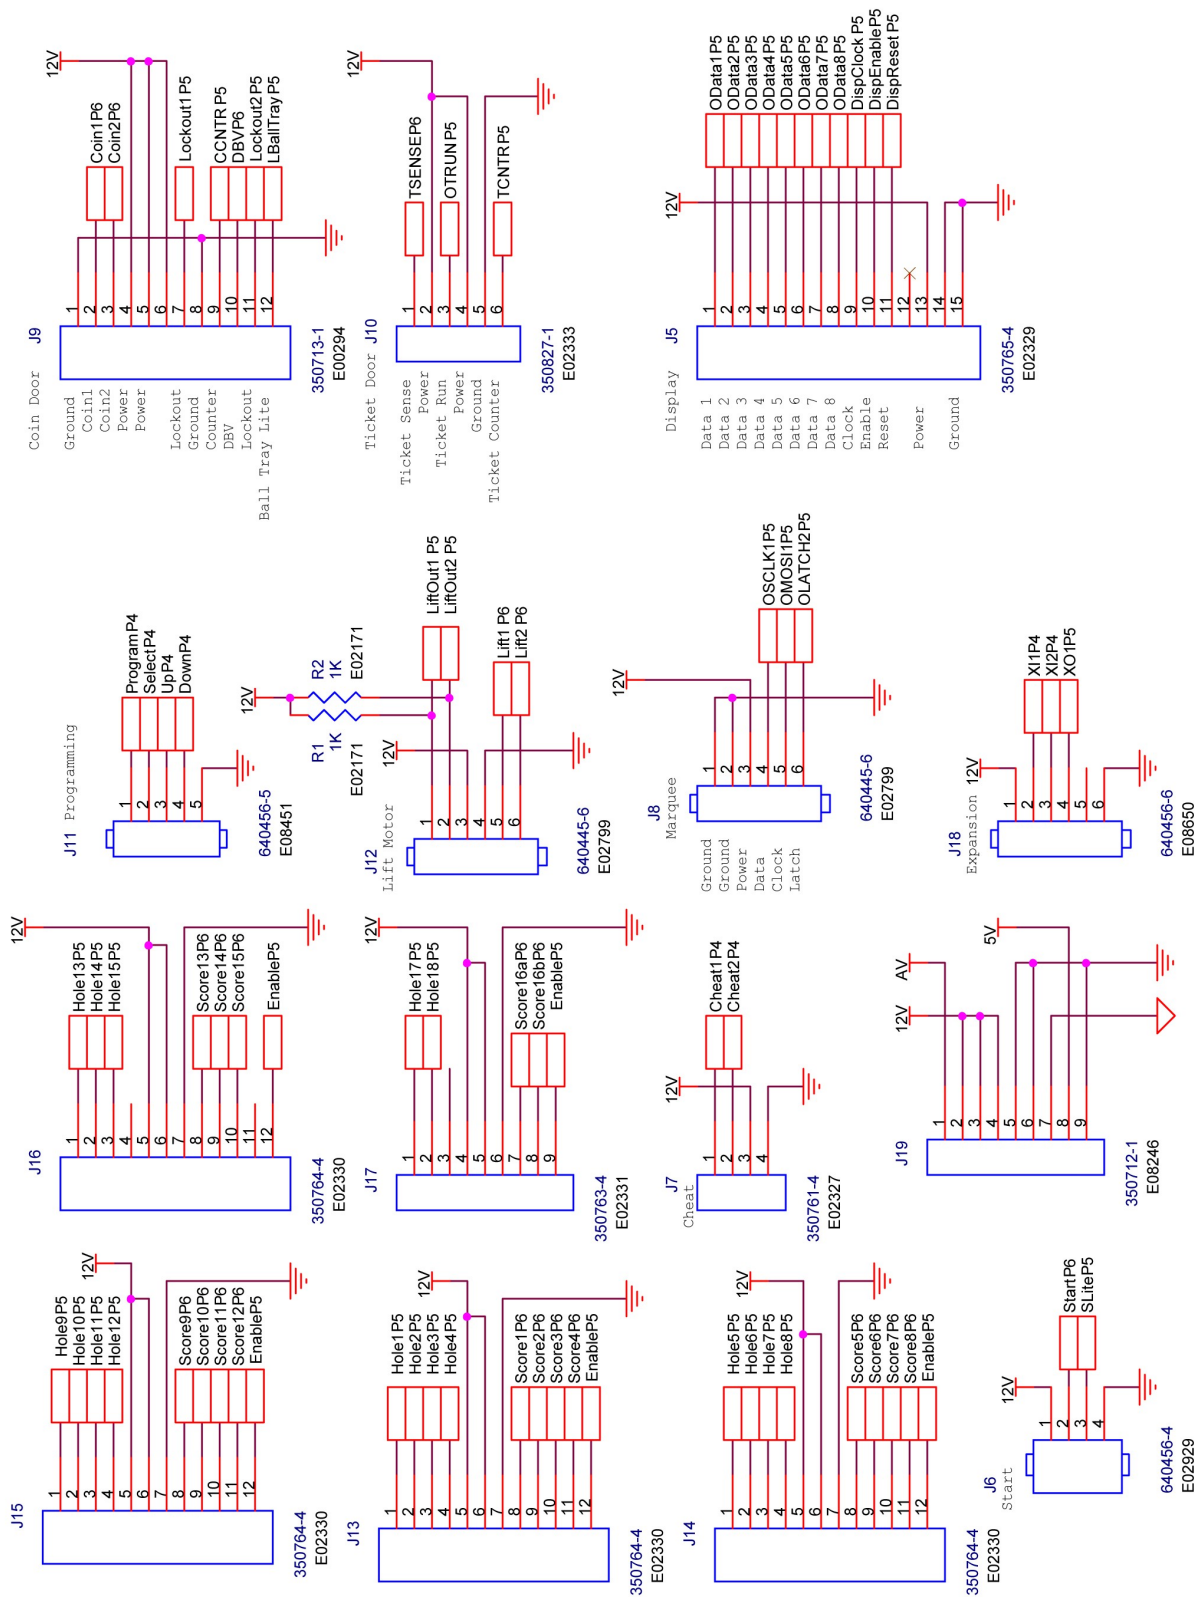 J9
Coin Door
Ground
Coin1
Coin2
Power
Power
Lockout
Ground
Counter
DBV
Lockout
Ball Tray Lite
1
2
3
4
5
6
7
8
9
10
11
12
12V
Coin1P6
Coin2P6
Lockout1P5
CCNTR P5
DBVP6
Lockout2P5
LBallTrayP5
350713-1
E00294
J10
Ticket Door
Ticket Sense
Power
Ticket Run
Power
Ground
Ticket Counter
1
2
3
4
5
6
12V
TSENSEP6
OTRUNP5
TCNTR P5
350827-1
E02333
J5
Display
Data 1
Data 2
Data 3
Data 4
Data 5
Data 6
Data 7
Data 8
Clock
Enable
Reset
Power
Ground
1
2
3
4
5
6
7
8
9
10
11
12
13
14
15
12V
OData1P5
OData2P5
OData3P5
OData4P5
OData5P5
OData6P5
OData7P5
OData8P5
DispClock P5
DispEnableP5
DispReset P5
350765-4
E02329
J11
Programming
1
2
3
4
5
ProgramP4
SelectP4
UpP4
DownP4
640456-5
E08451
J12
Lift Motor
1
2
3
4
5
6
12V
12V
R1
1K
E02171
R2
1K
E02171
LiftOut1 P5
LiftOut2 P5
Lift1 P6
Lift2 P6
640445-6
E02799
J8
Marquee
Ground
Ground
Power
Data
Clock
Latch
1
2
3
4
5
6
12V
OSCLK1P5
OMOSI1P5
OLATCH2P5
640445-6
E02799
J18
Expansion
12V
1
2
3
4
5
6
XI1P4
XI2P4
XO1P5
640456-6
E08650
J16
1
2
3
4
5
6
7
8
9
10
11
12
12V
Hole13P5
Hole14P5
Hole15P5
Score13P6
Score14P6
Score15P6
EnableP5
350764-4
E02330
J17
1
2
3
4
5
6
7
8
9
12V
Hole17P5
Hole18P5
Score16aP6
Score16bP6
EnableP5
350763-4
E02331
J7
Cheat
1
2
3
4
12V
Cheat1P4
Cheat2P4
350761-4
E02327
J19
1
2
3
4
5
6
7
8
9
12V
AV
5V
350712-1
E08246
J15
1
2
3
4
5
6
7
8
9
10
11
12
12V
Hole9P5
Hole10P5
Hole11P5
Hole12P5
Score9P6
Score10P6
Score11P6
Score12P6
EnableP5
350764-4
E02330
J13
1
2
3
4
5
6
7
8
9
10
11
12
12V
Hole1P5
Hole2P5
Hole3P5
Hole4P5
Score1P6
Score2P6
Score3P6
Score4P6
EnableP5
350764-4
E02330
J14
1
2
3
4
5
6
7
8
9
10
11
12
12V
Hole5P5
Hole6P5
Hole7P5
Hole8P5
Score5P6
Score6P6
Score7P6
Score8P6
EnableP5
350764-4
E02330
J6
Start
1
2
3
4
12V
StartP6
SLiteP5
640456-4
E02929